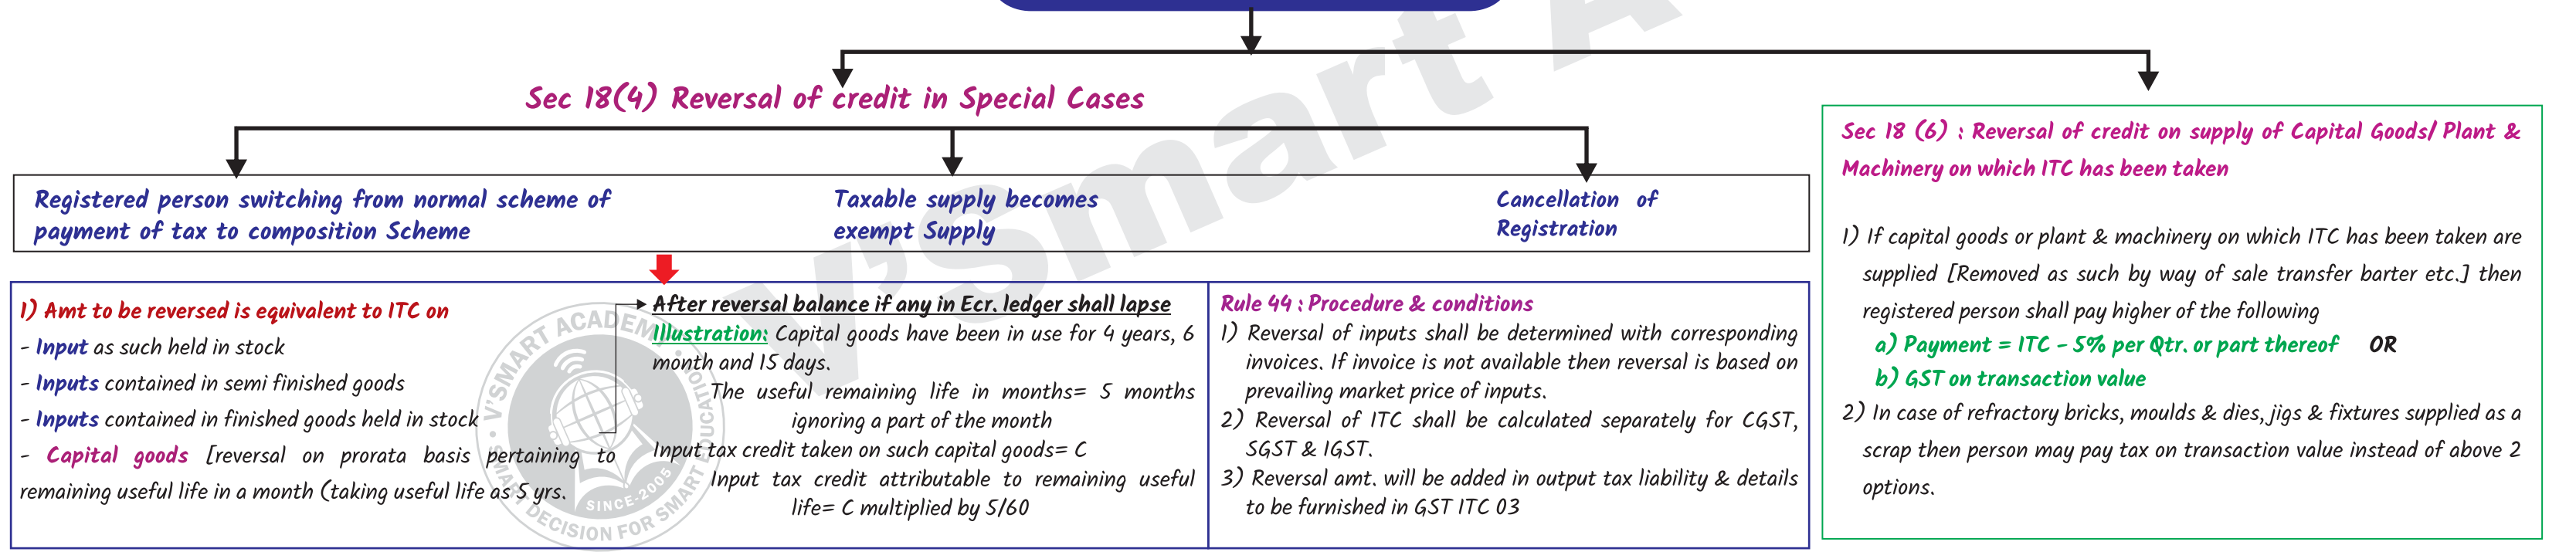 Sec 18(4) Reversal of credit in Special Cases
Registered person switching from normal scheme of
payment of tax to composition Scheme
Taxable supply becomes
exempt Supply
Cancellation of
Registration
1) Amt to be reversed is equivalent to ITC on
- Input as such held in stock
- Inputs contained in semi finished goods
- Inputs contained in finished goods held in stock
- Capital goods [reversal on prorata basis pertaining to
remaining useful life in a month (taking useful life as 5 yrs.
After reversal balance if any in Ecr. ledger shall lapse
Illustration: Capital goods have been in use for 4 years, 6
month and 15 days.
The useful remaining life in months= 5 months
ignoring a part of the month
Input tax credit taken on such capital goods= C
Input tax credit attributable to remaining useful
life= C multiplied by 5/60
Rule 44 : Procedure & conditions
1) Reversal of inputs shall be determined with corresponding
invoices. If invoice is not available then reversal is based on
prevailing market price of inputs.
2) Reversal of ITC shall be calculated separately for CGST,
SGST & IGST.
3) Reversal amt. will be added in output tax liability & details
to be furnished in GST ITC 03
Sec 18 (6) : Reversal of credit on supply of Capital Goods/ Plant &
Machinery on which ITC has been taken
1) If capital goods or plant & machinery on which ITC has been taken are
supplied [Removed as such by way of sale transfer barter etc.] then
registered person shall pay higher of the following
a) Payment = ITC - 5% per Qtr. or part thereof OR
b) GST on transaction value
2) In case of refractory bricks, moulds & dies, jigs & fixtures supplied as a
scrap then person may pay tax on transaction value instead of above 2
options.
V'Smart A
V'SMART ACADEMY
SMART DECISION FOR SMART EDUCATION
SINCE-2005